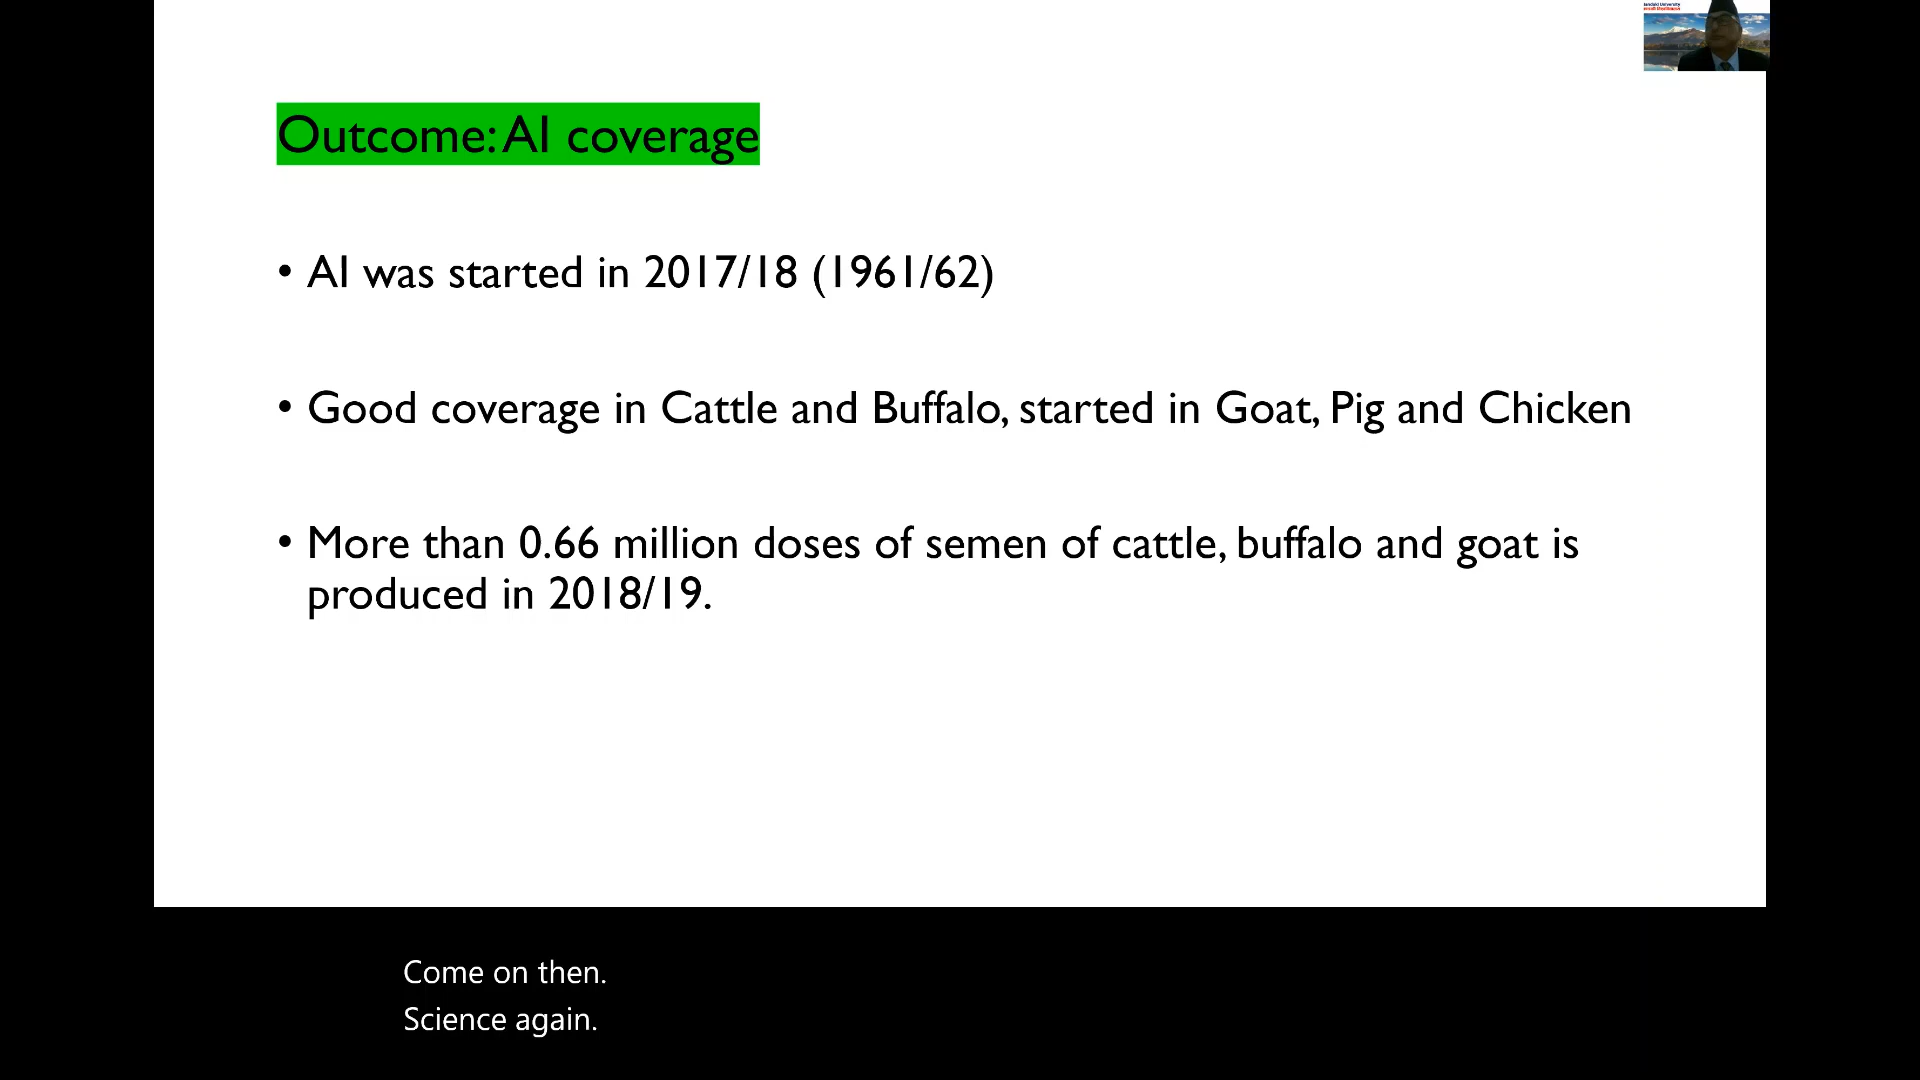 Gandaki University
Outcome: AI coverage
• AI was started in 2017/18 (1961/62)
• Good coverage in Cattle and Buffalo, started in Goat, Pig and Chicken
• More than 0.66 million doses of semen of cattle, buffalo and goat is
produced in 2018/19.
Come on then.
Science again.